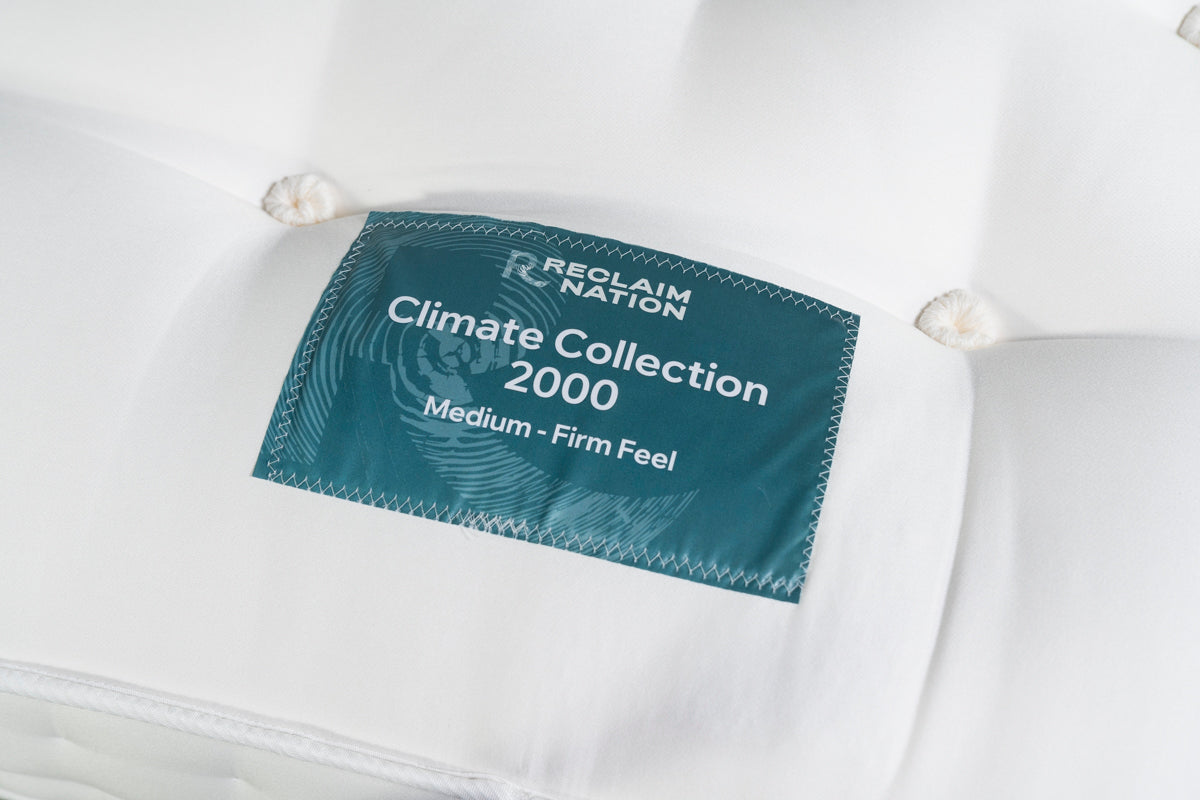 RECLAIM
NATION
Climate Collection
2000
Medium - Firm Feel